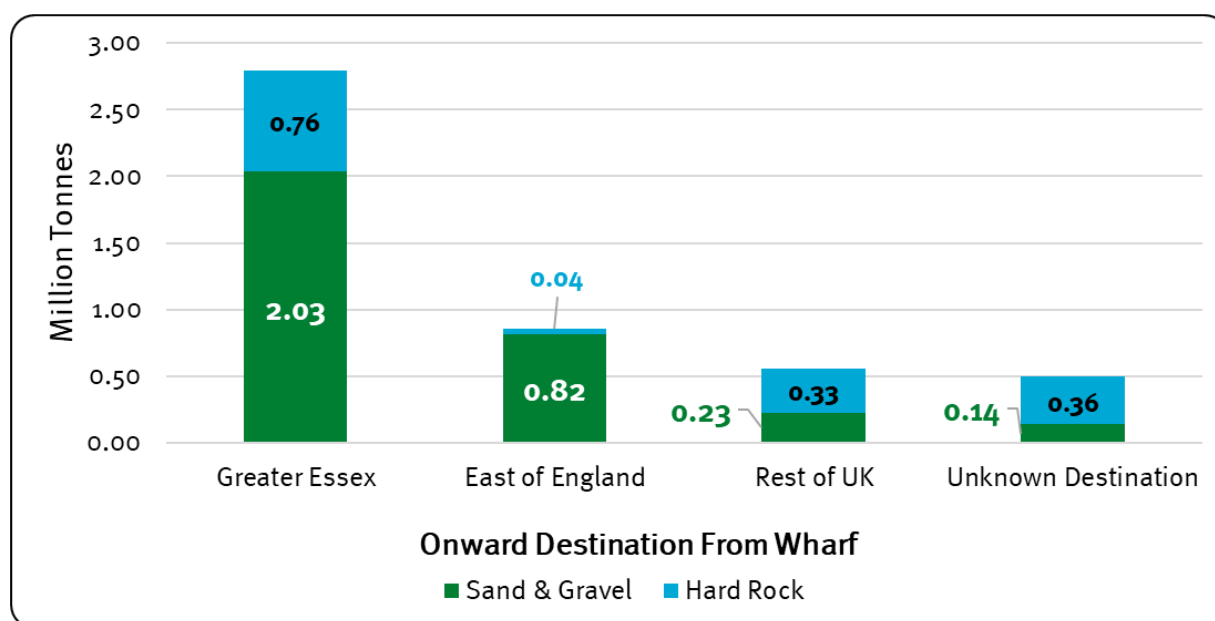 3.00
2.50
2.00
1.50
1.00
0.50
0.00
Million Tonnes
0.76
2.03
0.04
0.82
0.23
0.33
0.14
0.36
Greater Essex
East of England
Rest of UK
Unknown Destination
Onward Destination From Wharf
Sand & Gravel
Hard Rock